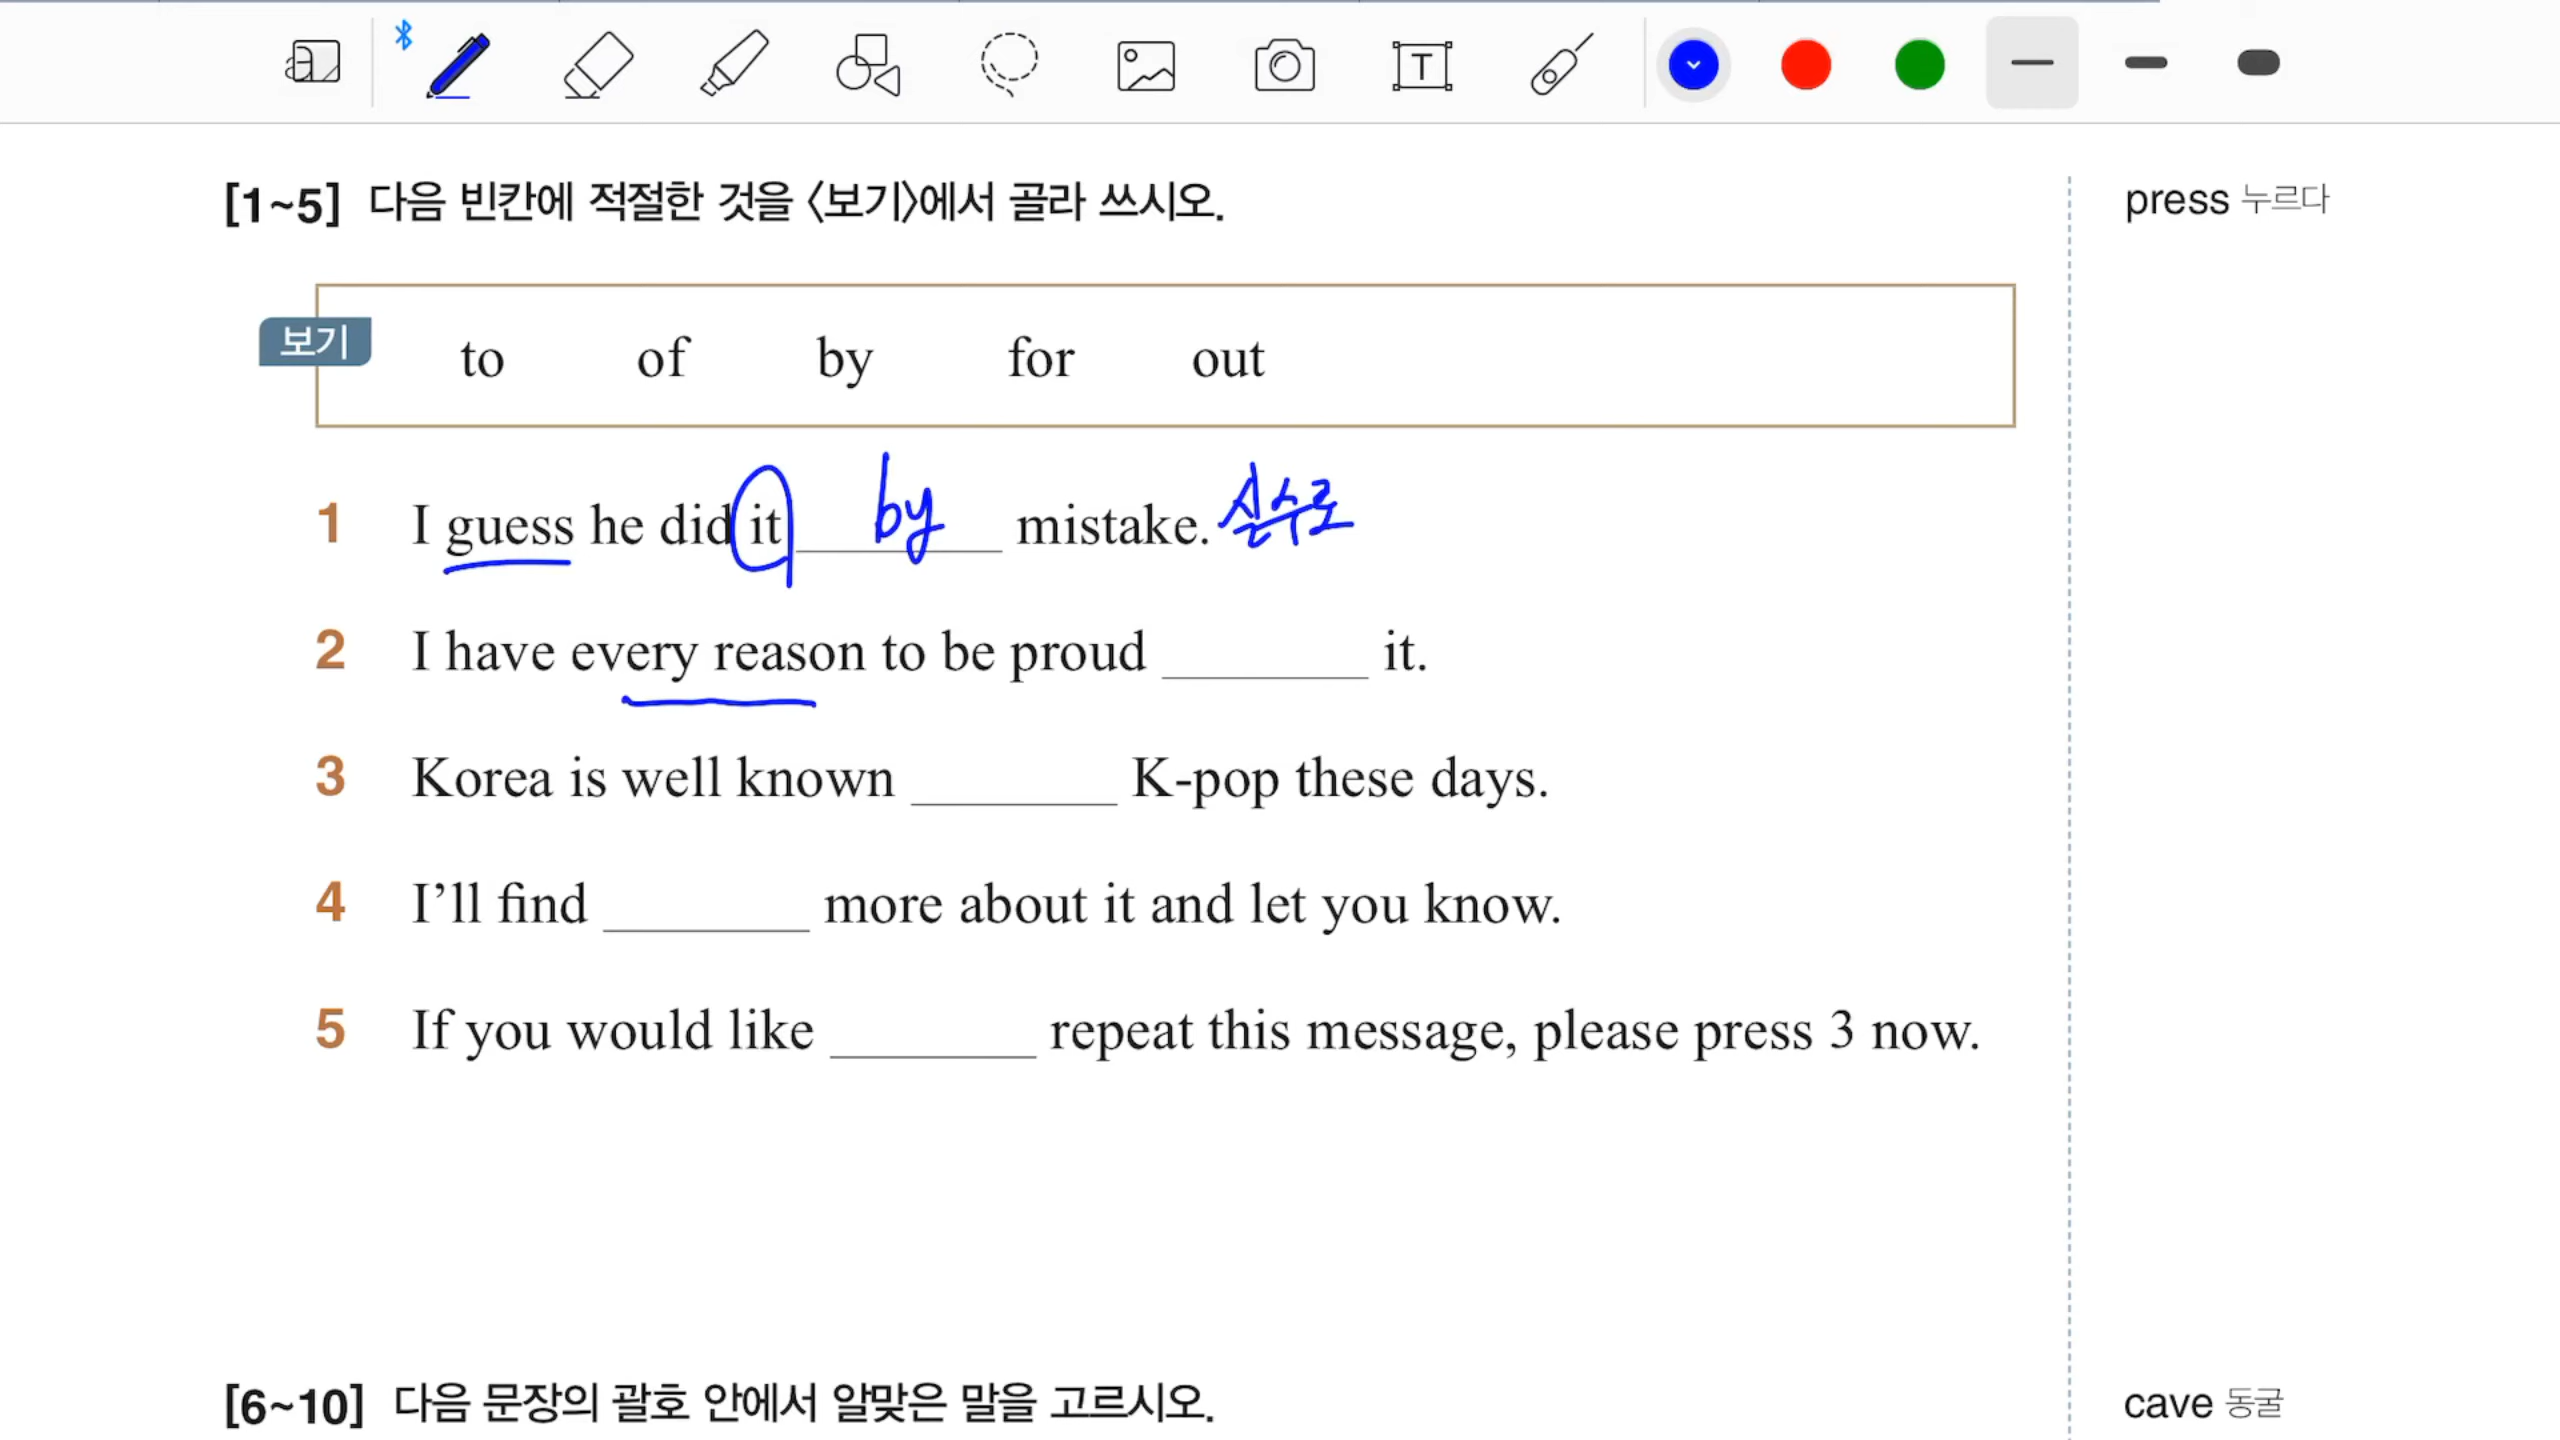 [1~5] 다음 빈칸에 적절한 것을 〈보기〉에서 골라 쓰시오.
press 누르다
보기 to of by for out
1 I guess he did it by mistake. 실수로
2 I have every reason to be proud ________ it.
3 Korea is well known ________ K-pop these days.
4 I’ll find ________ more about it and let you know.
5 If you would like ________ repeat this message, please press 3 now.
[6~10] 다음 문장의 괄호 안에서 알맞은 말을 고르시오.
cave 동굴